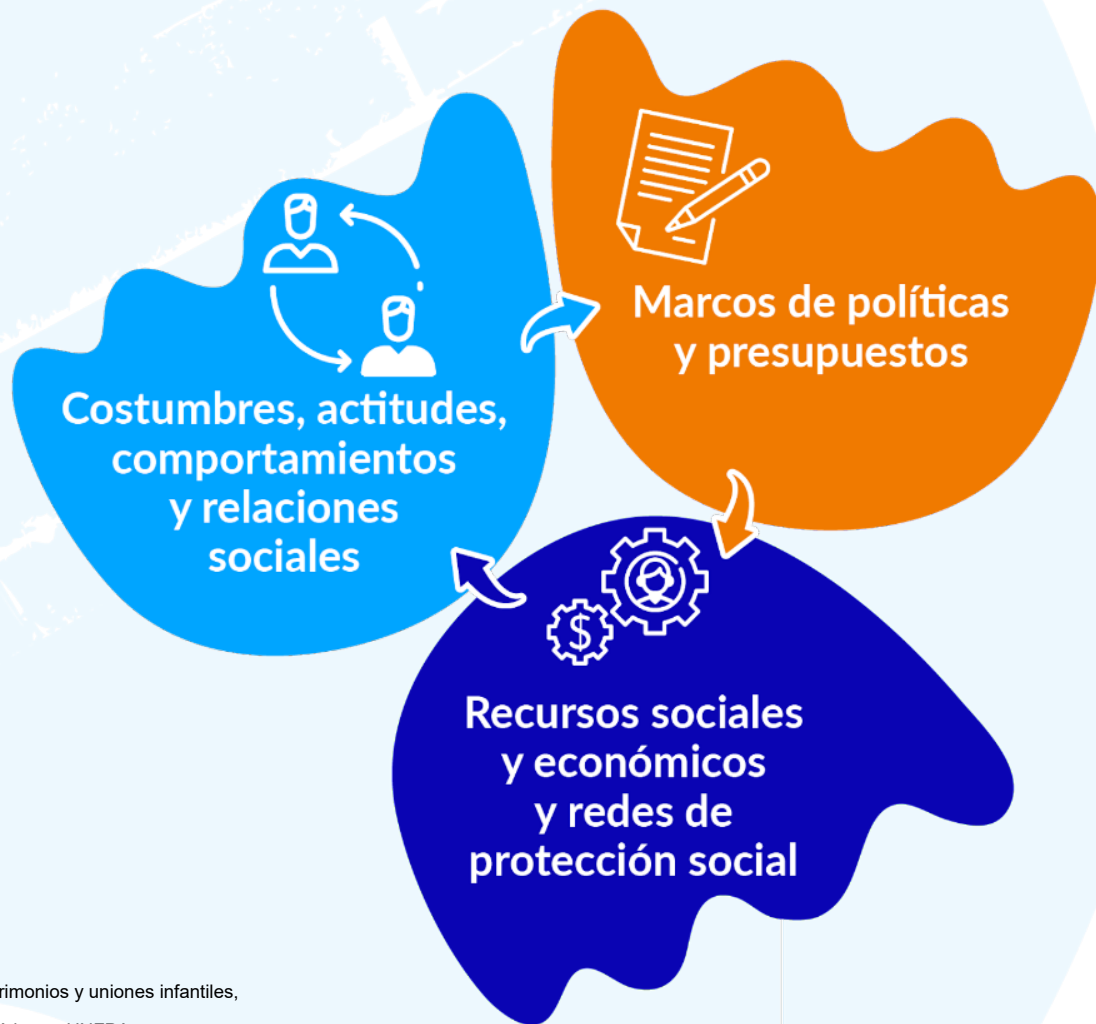 Marcos de políticas
y presupuestos
Costumbres, actitudes,
comportamientos
y relaciones
sociales
$
Recursos sociales
y económicos
y redes de
protección social
rimonios y uniones infantiles,